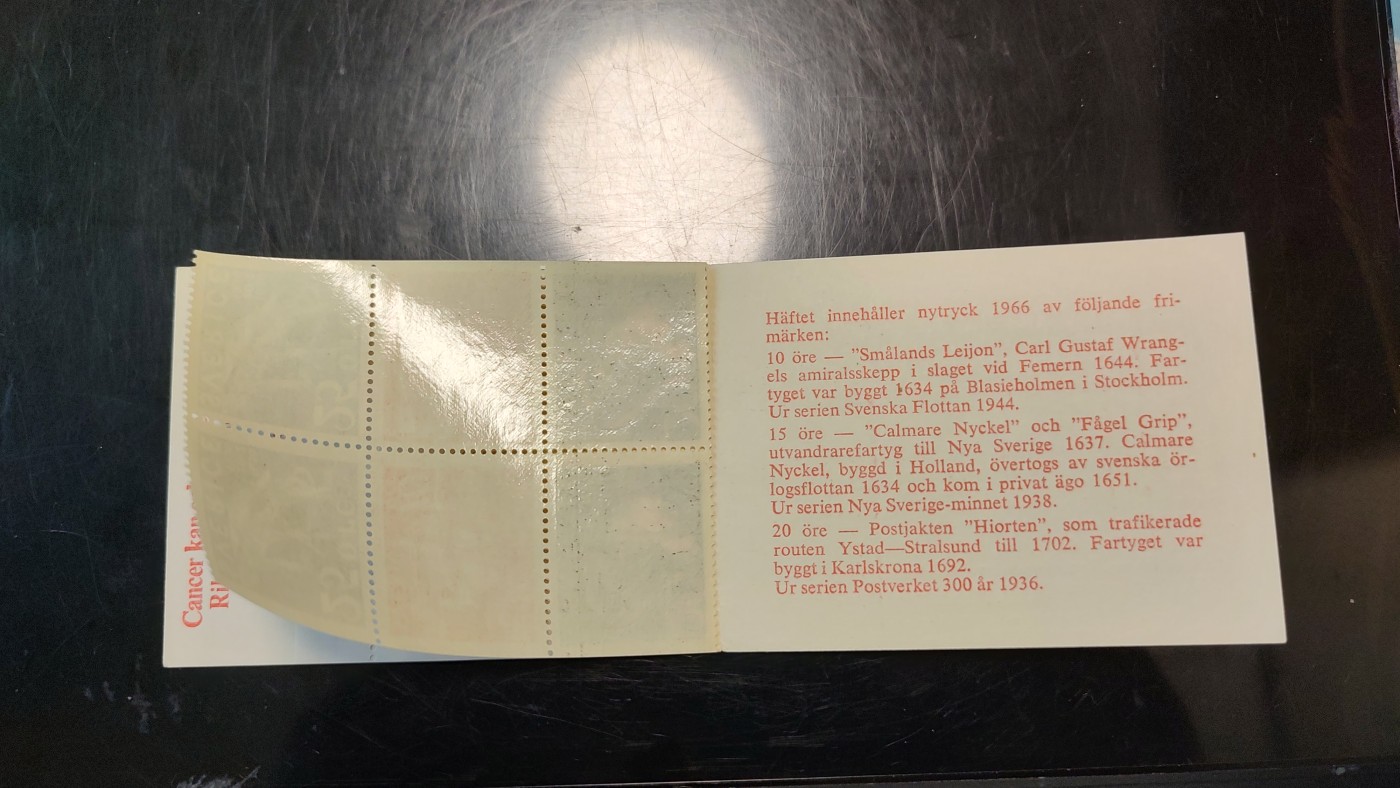 Cancer kan
Häftet innehåller nytryck 1966 av följande fri-
märken:
10 öre — ”Smålands Leijon”, Carl Gustaf Wrang-
els amiralsskepp i slaget vid Femern 1644. Far-
tyget var byggt 1634 på Blasieholmen i Stockholm.
Ur serien Svenska Flottan 1944.
15 öre — ”Calmare Nyckel” och ”Fågel Grip”,
utvandrarefartyg till Nya Sverige 1637. Calmare
Nyckel, byggd i Holland, övertogs av svenska ör-
logsflottan 1634 och kom i privat ägo 1651.
Ur serien Nya Sverige-minnet 1938.
20 öre — Postjakten ”Hiorten”, som trafikerade
routen Ystad—Stralsund till 1702. Fartyget var
byggt i Karlskrona 1692.
Ur serien Postverket 300 år 1936.